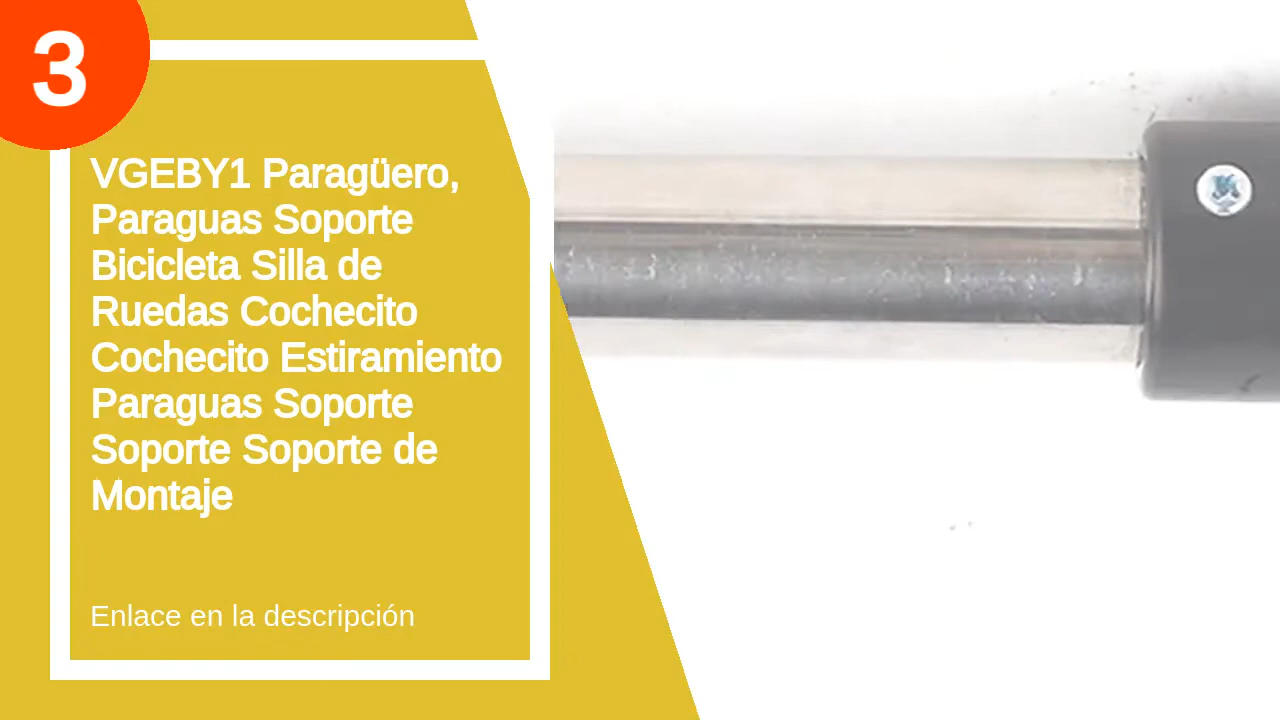 3
VGEBY1 Paragüero,
Paraguas Soporte
Bicicleta Silla de
Ruedas Cochecito
Cochecito Estiramiento
Paraguas Soporte
Soporte Soporte de
Montaje
Enlace en la descripción